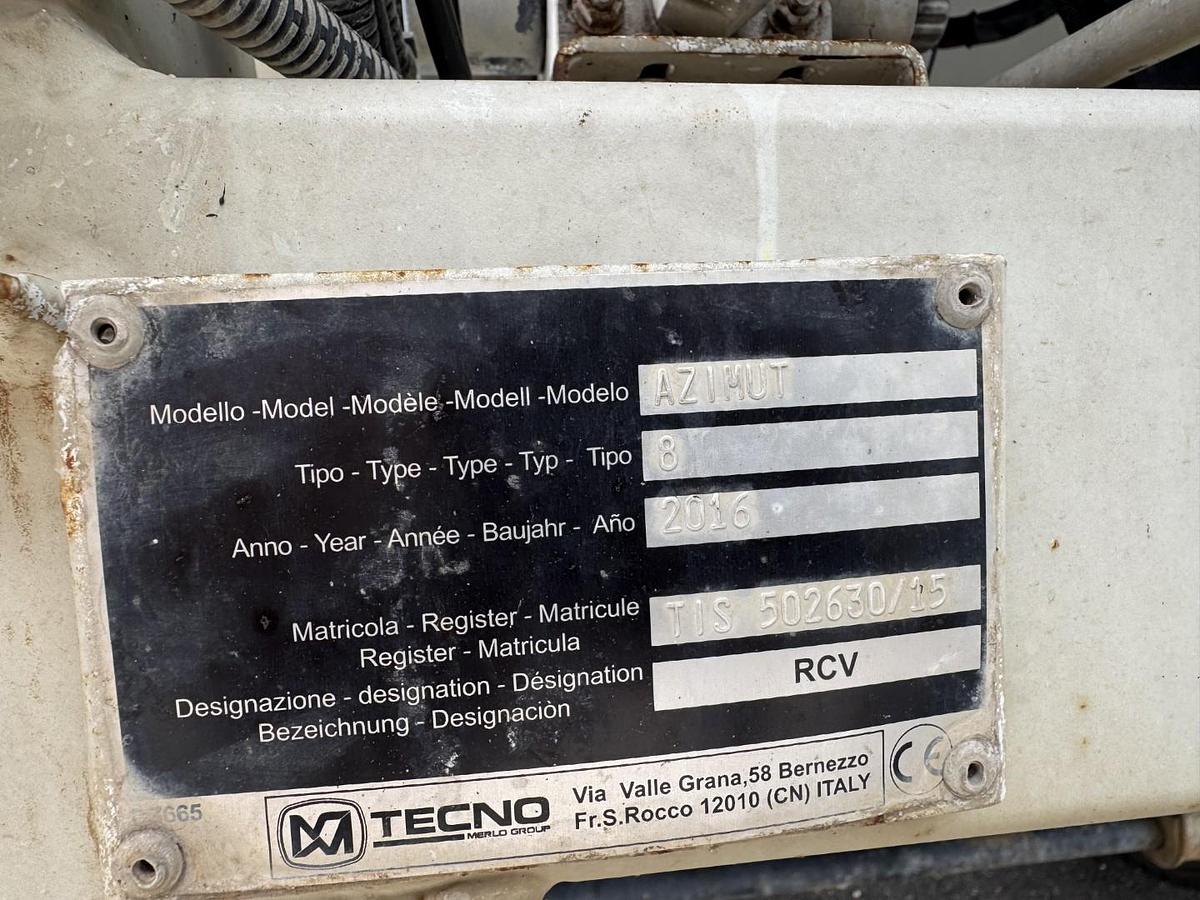 Modello -Model -Modèle -Modell -Modelo AZIMUT
Tipo - Type - Type - Typ - Tipo 8
Anno - Year - Année - Baujahr - Año 2016
Matricola - Register - Matricule TIS 502630/15
Register - Matricula
Designazione - designation - Désignation RCV
Bezeichnung - Designaciòn
665
TECNO
MERLO GROUP
Via Valle Grana,58 Bernezzo
Fr.S.Rocco 12010 (CN) ITALY
CE